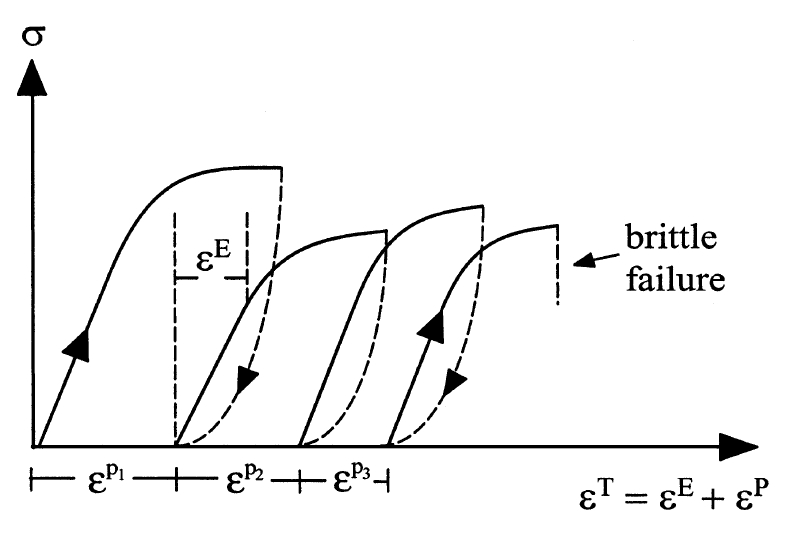 σ
εᴱ
brittle
failure
εᵖ¹ εᵖ² εᵖ³
εᵀ = εᴱ + εᴾ